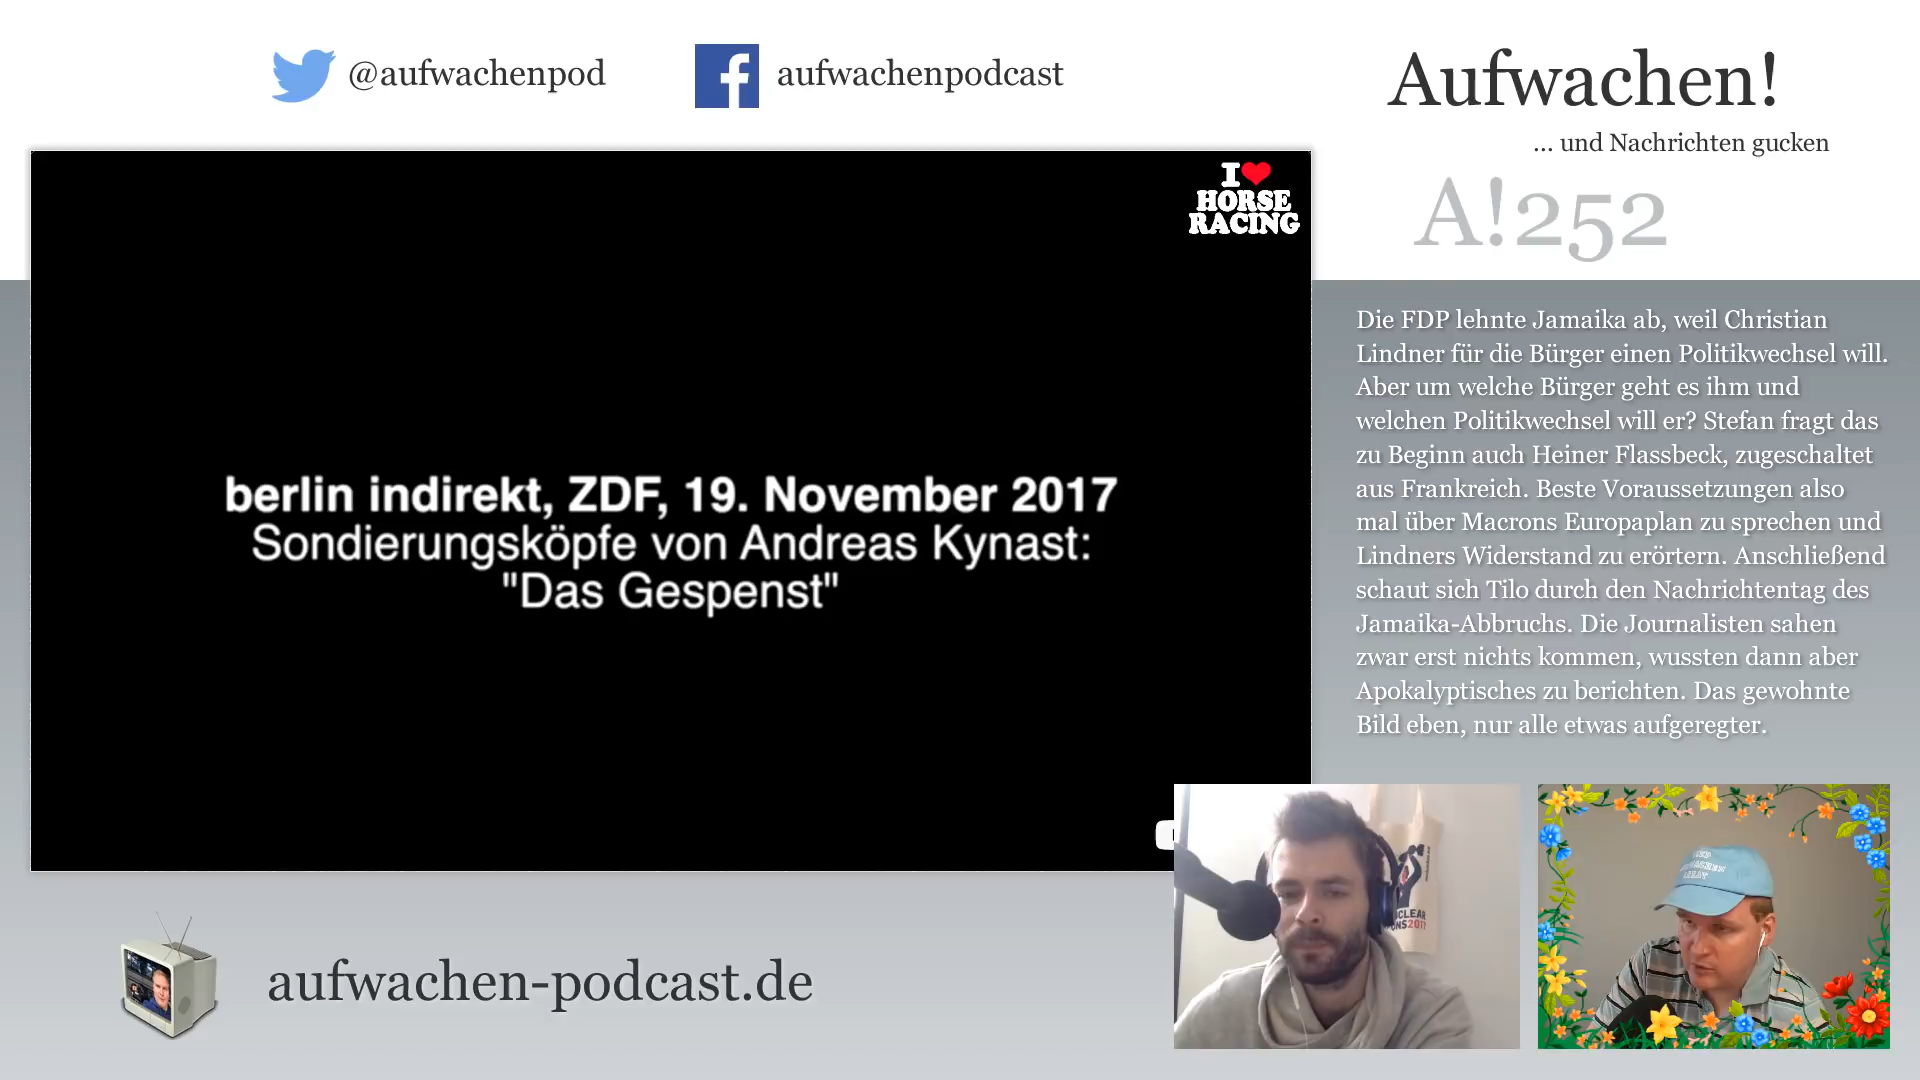 @aufwachenpod
aufwachenpodcast
Aufwachen!
... und Nachrichten gucken
A!252
I
HORSE
RACING
berlin indirekt, ZDF, 19. November 2017
Sondierungsköpfe von Andreas Kynast:
"Das Gespenst"
Die FDP lehnte Jamaika ab, weil Christian
Lindner für die Bürger einen Politikwechsel will.
Aber um welche Bürger geht es ihm und
welchen Politikwechsel will er? Stefan fragt das
zu Beginn auch Heiner Flassbeck, zugeschaltet
aus Frankreich. Beste Voraussetzungen also
mal über Macrons Europaplan zu sprechen und
Lindners Widerstand zu erörtern. Anschließend
schaut sich Tilo durch den Nachrichtentag des
Jamaika-Abbruchs. Die Journalisten sahen
zwar erst nichts kommen, wussten dann aber
Apokalyptisches zu berichten. Das gewohnte
Bild eben, nur alle etwas aufgeregter.
aufwachen-podcast.de